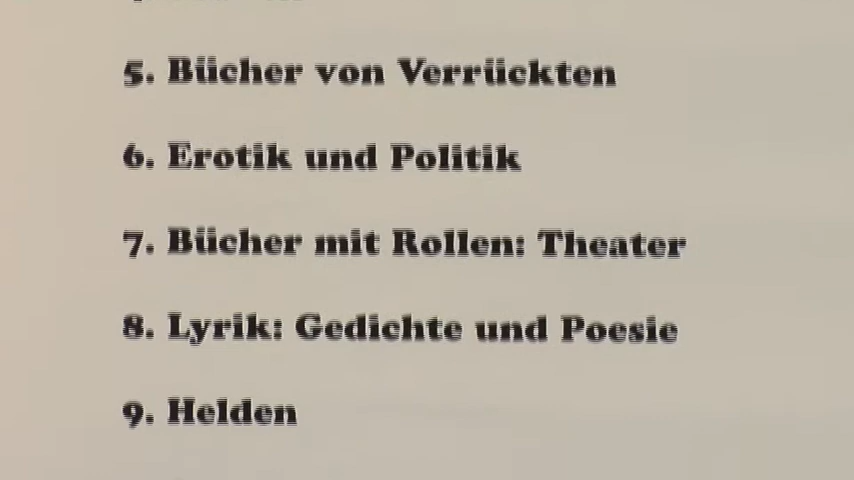 5. Bücher von Verrückten
6. Erotik und Politik
7. Bücher mit Rollen: Theater
8. Lyrik: Gedichte und Poesie
9. Helden